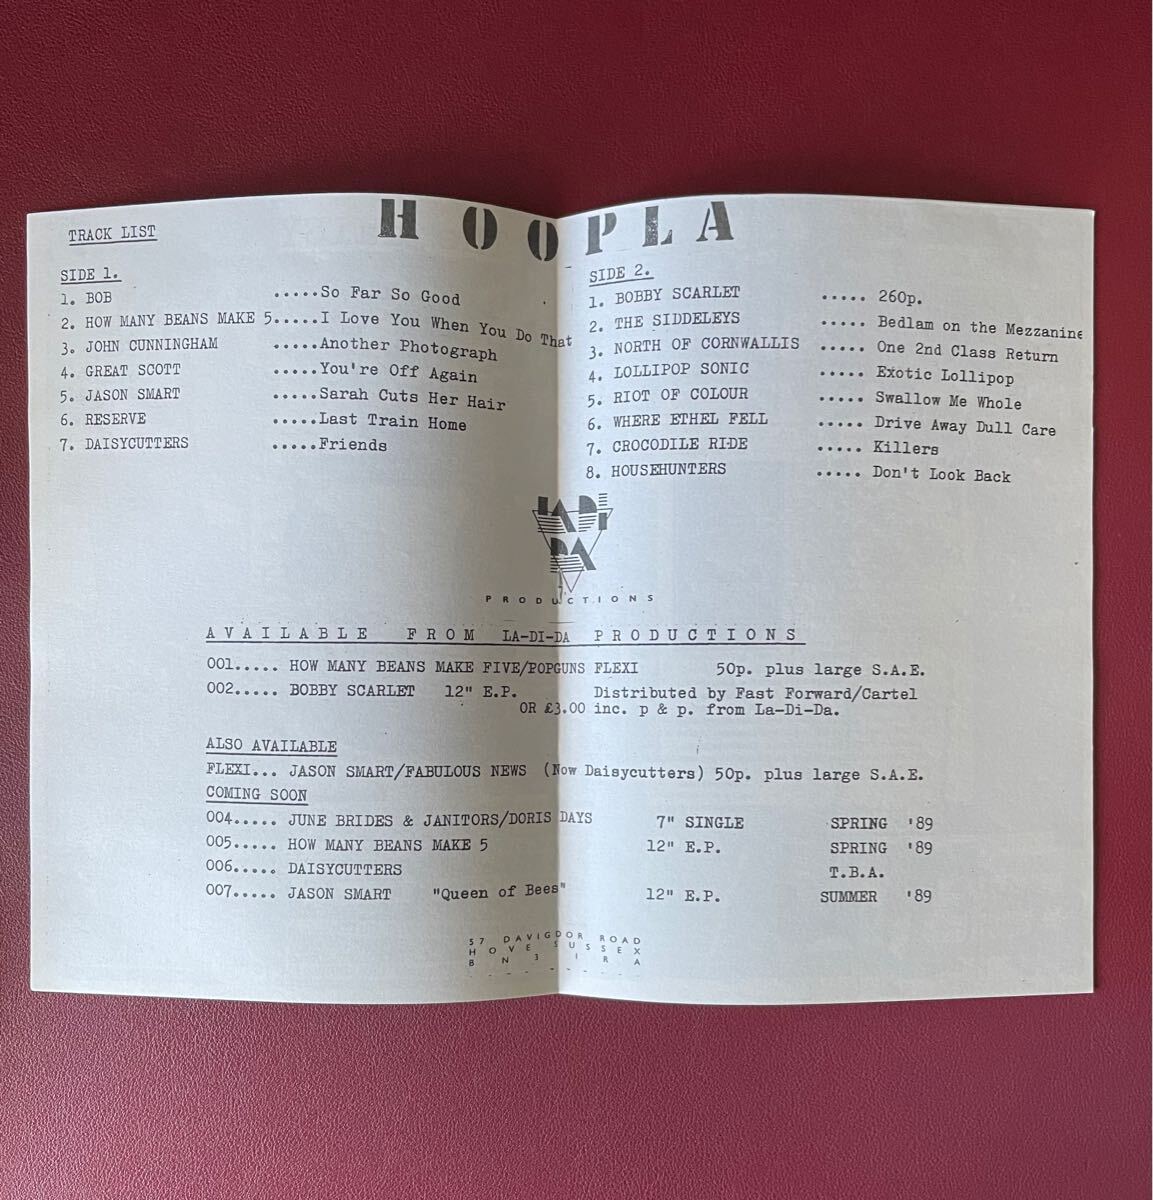 HOOPLA
TRACK LIST
SIDE 1.
1. BOB .....So Far So Good
2. HOW MANY BEANS MAKE 5.....I Love You When You Do That
3. JOHN CUNNINGHAM .....Another Photograph
4. GREAT SCOTT .....You're Off Again
5. JASON SMART .....Sarah Cuts Her Hair
6. RESERVE .....Last Train Home
7. DAISYCUTTERS .....Friends
SIDE 2.
1. BOBBY SCARLET ..... 260p.
2. THE SIDDELEYS ..... Bedlam on the Mezzanine
3. NORTH OF CORNWALLIS ..... One 2nd Class Return
4. LOLLIPOP SONIC ..... Exotic Lollipop
5. RIOT OF COLOUR ..... Swallow Me Whole
6. WHERE ETHEL FELL ..... Drive Away Dull Care
7. CROCODILE RIDE ..... Killers
8. HOUSEHUNTERS ..... Don't Look Back
LA DI
DA
PRODUCTIONS
AVAILABLE FROM LA-DI-DA PRODUCTIONS
001..... HOW MANY BEANS MAKE FIVE/POPGUNS FLEXI 50p. plus large S.A.E.
002..... BOBBY SCARLET 12" E.P. Distributed by Fast Forward/Cartel
OR £3.00 inc. p & p. from La-Di-Da.
ALSO AVAILABLE
FLEXI... JASON SMART/FABULOUS NEWS (Now Daisycutters) 50p. plus large S.A.E.
COMING SOON
004..... JUNE BRIDES & JANITORS/DORIS DAYS 7" SINGLE SPRING '89
005..... HOW MANY BEANS MAKE 5 12" E.P. SPRING '89
006..... DAISYCUTTERS T.B.A.
007..... JASON SMART "Queen of Bees" 12" E.P. SUMMER '89
57 DAVIGDOR ROAD
HOVE SUSSEX
BN3 1RA